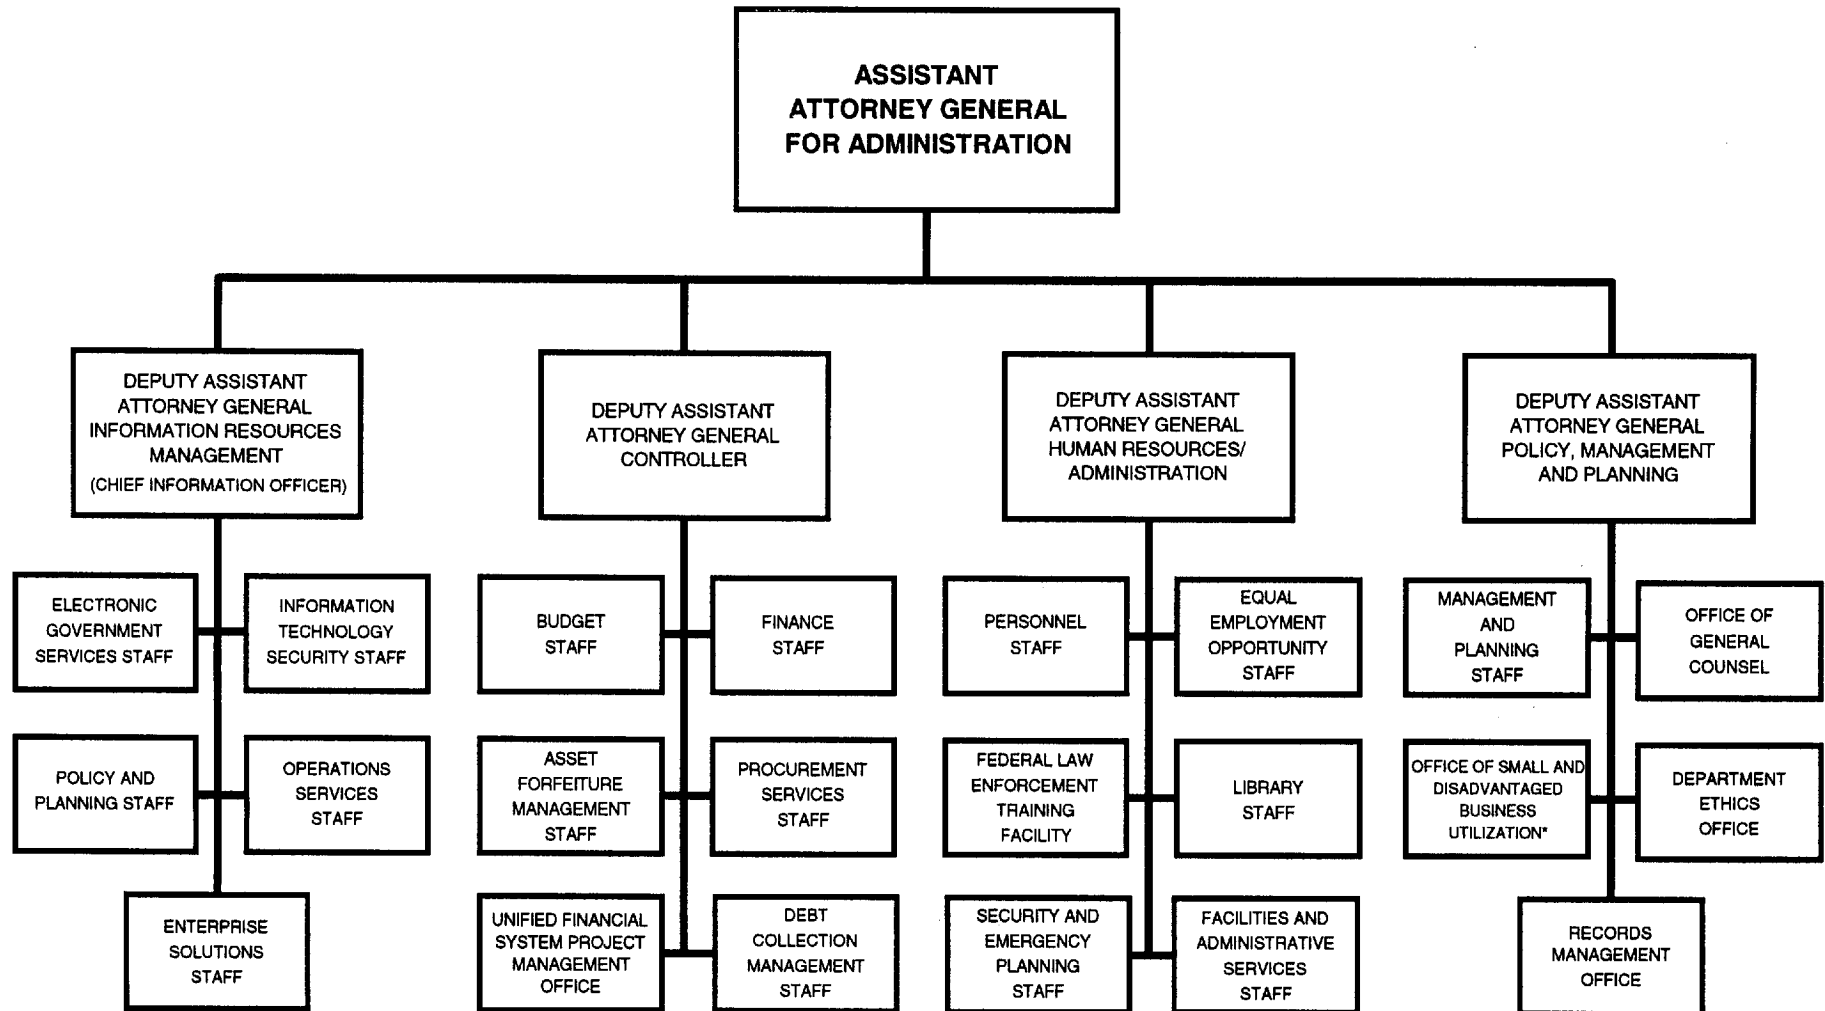 ASSISTANT
ATTORNEY GENERAL
FOR ADMINISTRATION
DEPUTY ASSISTANT
ATTORNEY GENERAL
INFORMATION RESOURCES
MANAGEMENT
(CHIEF INFORMATION OFFICER)
DEPUTY ASSISTANT
ATTORNEY GENERAL
CONTROLLER
DEPUTY ASSISTANT
ATTORNEY GENERAL
HUMAN RESOURCES/
ADMINISTRATION
DEPUTY ASSISTANT
ATTORNEY GENERAL
POLICY, MANAGEMENT
AND PLANNING
ELECTRONIC
GOVERNMENT
SERVICES STAFF
INFORMATION
TECHNOLOGY
SECURITY STAFF
BUDGET
STAFF
FINANCE
STAFF
PERSONNEL
STAFF
EQUAL
EMPLOYMENT
OPPORTUNITY
STAFF
MANAGEMENT
AND
PLANNING
STAFF
OFFICE OF
GENERAL
COUNSEL
POLICY AND
PLANNING STAFF
OPERATIONS
SERVICES
STAFF
ASSET
FORFEITURE
MANAGEMENT
STAFF
PROCUREMENT
SERVICES
STAFF
FEDERAL LAW
ENFORCEMENT
TRAINING
FACILITY
LIBRARY
STAFF
OFFICE OF SMALL AND
DISADVANTAGED
BUSINESS
UTILIZATION*
DEPARTMENT
ETHICS
OFFICE
ENTERPRISE
SOLUTIONS
STAFF
UNIFIED FINANCIAL
SYSTEM PROJECT
MANAGEMENT
OFFICE
DEBT
COLLECTION
MANAGEMENT
STAFF
SECURITY AND
EMERGENCY
PLANNING
STAFF
FACILITIES AND
ADMINISTRATIVE
SERVICES
STAFF
RECORDS
MANAGEMENT
OFFICE